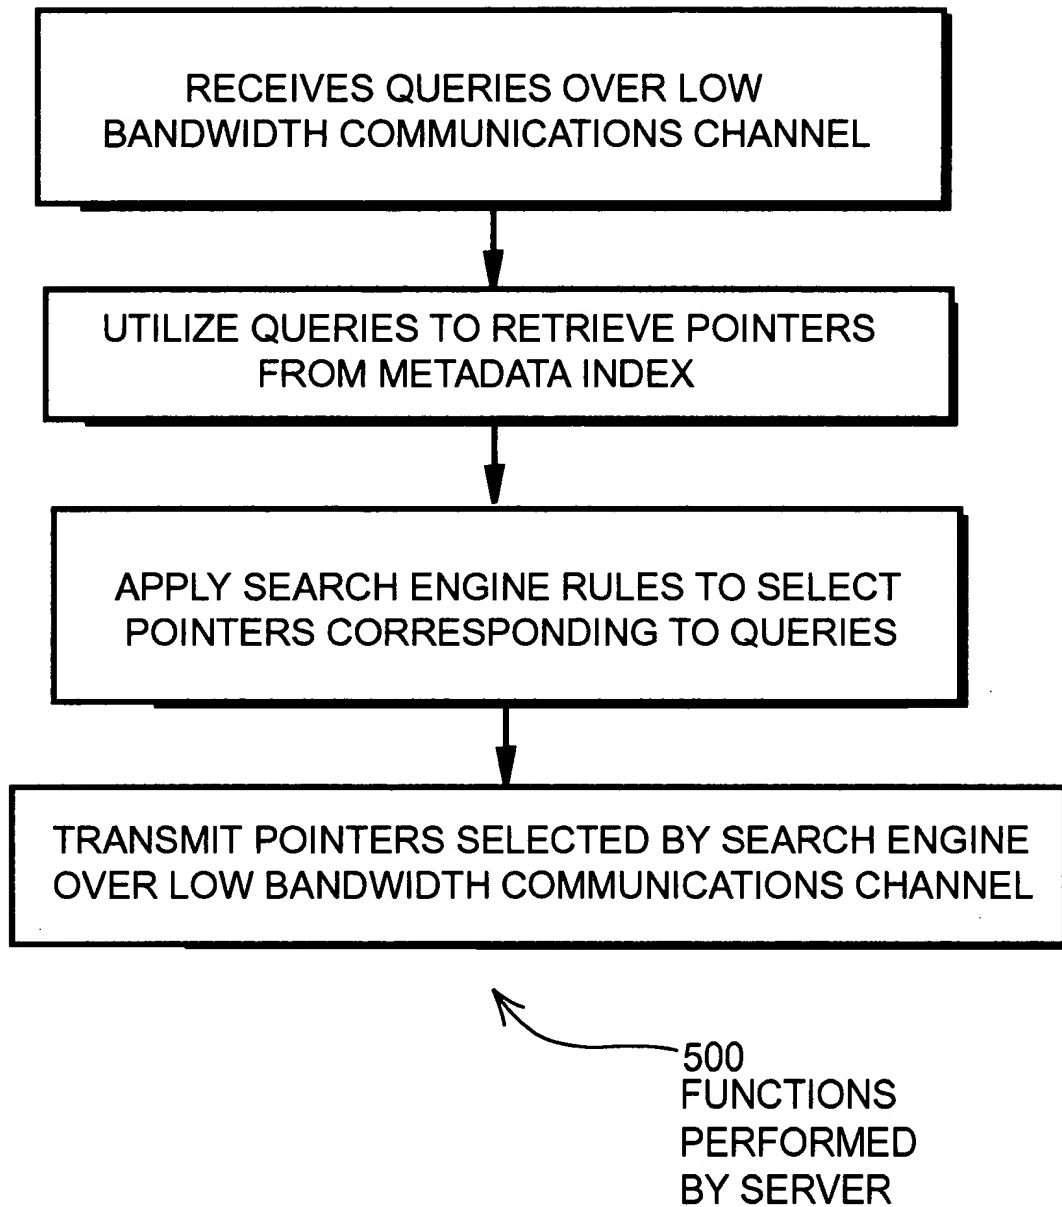 RECEIVES QUERIES OVER LOW
BANDWIDTH COMMUNICATIONS CHANNEL
UTILIZE QUERIES TO RETRIEVE POINTERS
FROM METADATA INDEX
APPLY SEARCH ENGINE RULES TO SELECT
POINTERS CORRESPONDING TO QUERIES
TRANSMIT POINTERS SELECTED BY SEARCH ENGINE
OVER LOW BANDWIDTH COMMUNICATIONS CHANNEL
500
FUNCTIONS
PERFORMED
BY SERVER